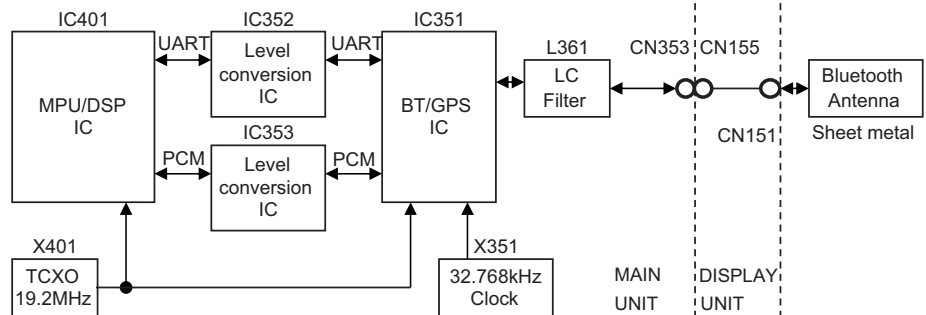 IC401
IC352
IC351
UART
Level
conversion
IC
UART
L361
CN353
CN155
MPU/DSP
IC
BT/GPS
IC
LC
Filter
Bluetooth
Antenna
IC353
PCM
Level
conversion
IC
PCM
CN151
Sheet metal
X401
TCXO
19.2MHz
X351
32.768kHz
Clock
MAIN
UNIT
DISPLAY
UNIT